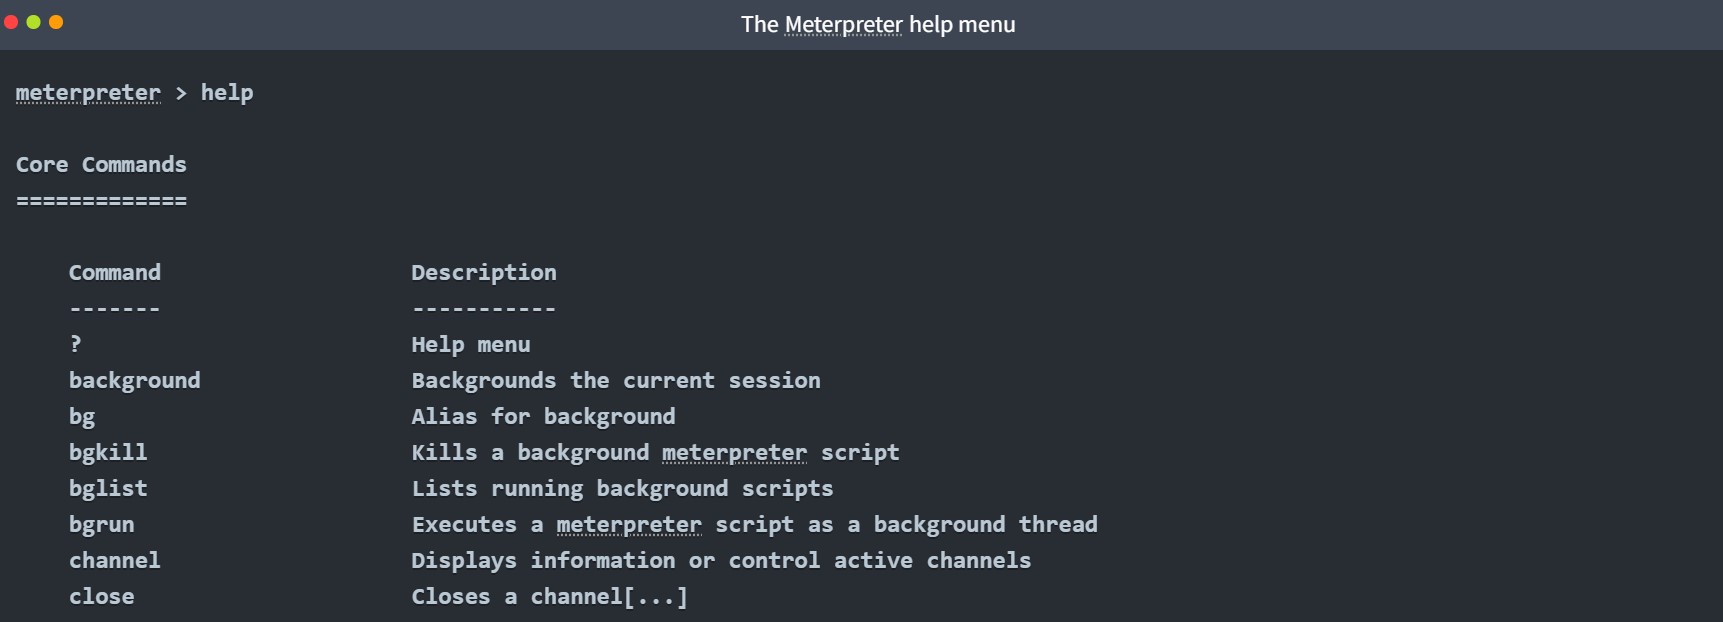 The Meterpreter help menu
meterpreter > help
Core Commands
=============
Command Description
------- -----------
? Help menu
background Backgrounds the current session
bg Alias for background
bgkill Kills a background meterpreter script
bglist Lists running background scripts
bgrun Executes a meterpreter script as a background thread
channel Displays information or control active channels
close Closes a channel[...]